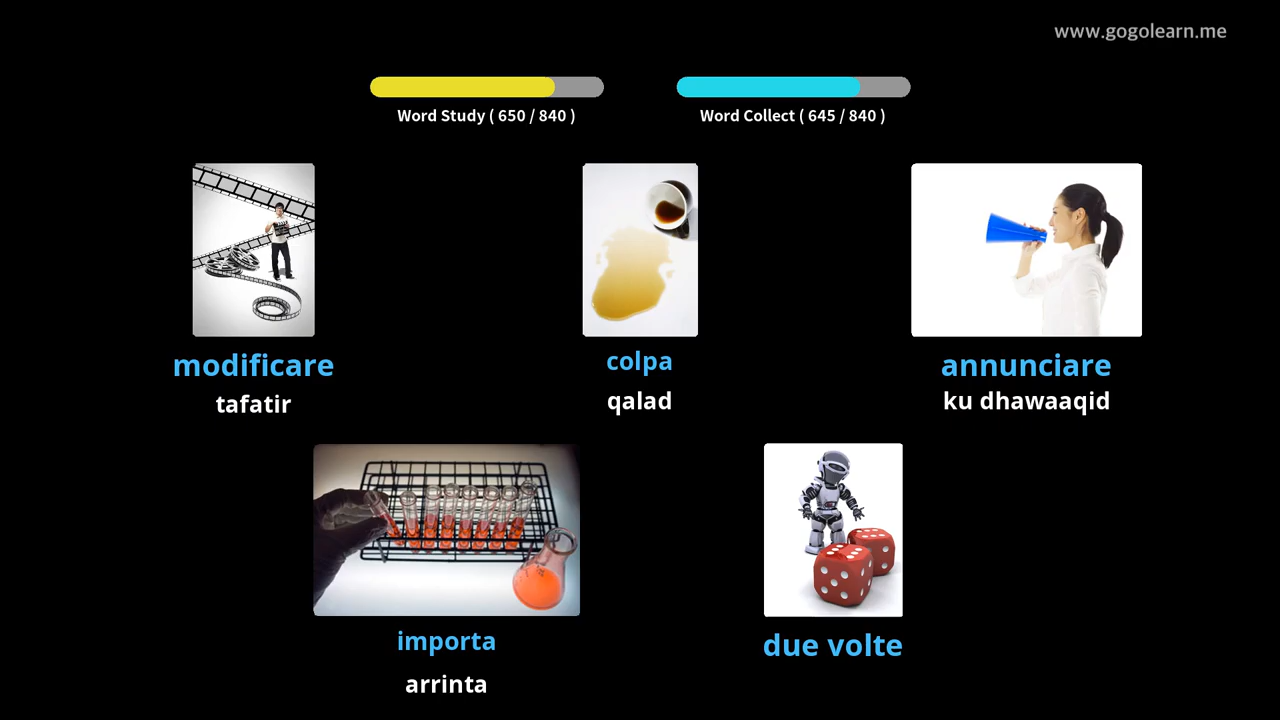 www.gogolearn.me
Word Study ( 650 / 840 )
Word Collect ( 645 / 840 )
modificare
tafatir
colpa
qalad
annunciare
ku dhawaaqid
importa
arrinta
due volte